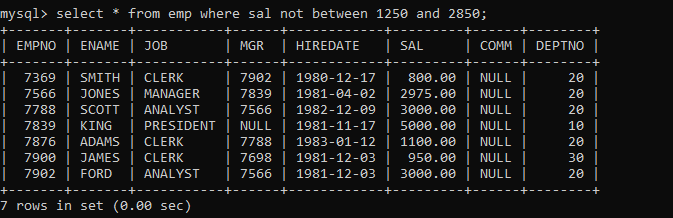 mysql> select * from emp where sal not between 1250 and 2850;
+-------+-------+-----------+------+------------+---------+------+--------+
| EMPNO | ENAME | JOB       | MGR  | HIREDATE   | SAL     | COMM | DEPTNO |
+-------+-------+-----------+------+------------+---------+------+--------+
|  7369 | SMITH | CLERK     | 7902 | 1980-12-17 |  800.00 | NULL |     20 |
|  7566 | JONES | MANAGER   | 7839 | 1981-04-02 | 2975.00 | NULL |     20 |
|  7788 | SCOTT | ANALYST   | 7566 | 1982-12-09 | 3000.00 | NULL |     20 |
|  7839 | KING  | PRESIDENT | NULL | 1981-11-17 | 5000.00 | NULL |     10 |
|  7876 | ADAMS | CLERK     | 7788 | 1983-01-12 | 1100.00 | NULL |     20 |
|  7900 | JAMES | CLERK     | 7698 | 1981-12-03 |  950.00 | NULL |     30 |
|  7902 | FORD  | ANALYST   | 7566 | 1981-12-03 | 3000.00 | NULL |     20 |
+-------+-------+-----------+------+------------+---------+------+--------+
7 rows in set (0.00 sec)